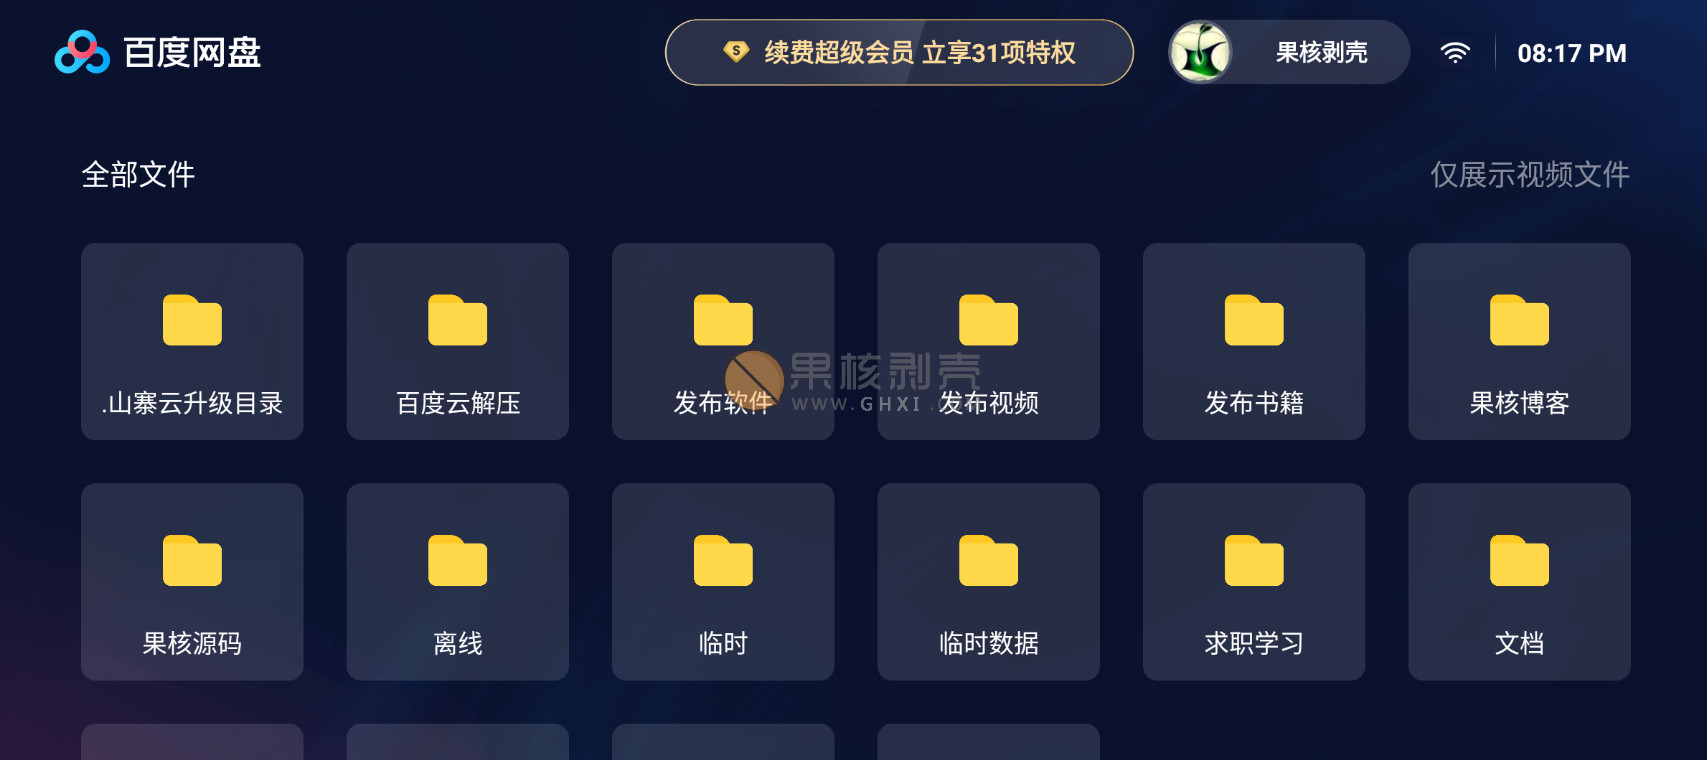 百度网盘
续费超级会员 立享31项特权
果核剥壳
08:17 PM
全部文件
仅展示视频文件
.山寨云升级目录
百度云解压
发布软件
发布视频
发布书籍
果核博客
果核剥壳
WWW.GHXI.
果核源码
离线
临时
临时数据
求职学习
文档